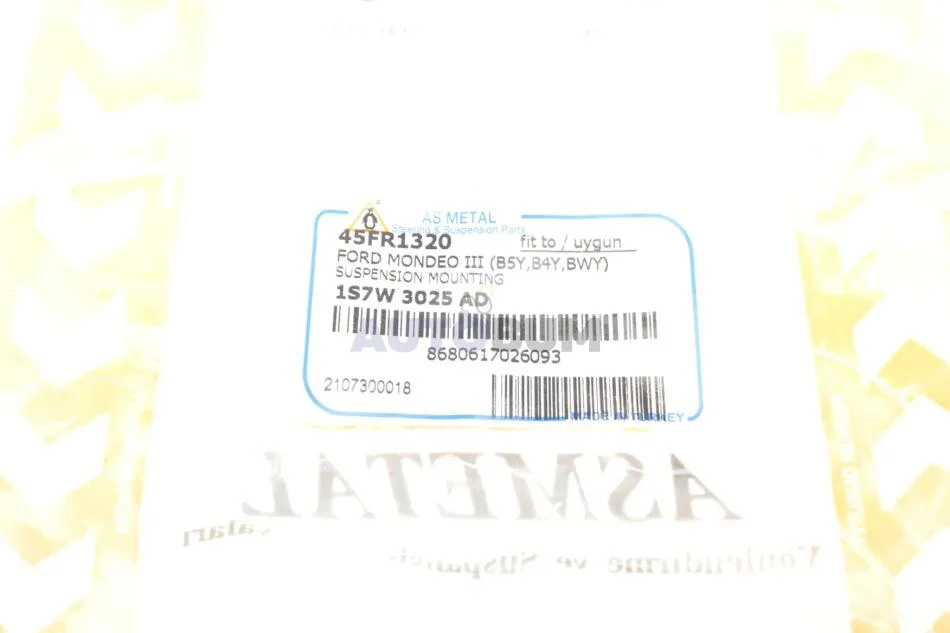 AS METAL
Steering & Suspension Parts
45FR1320 fit to / uygun
FORD MONDEO III (B5Y,B4Y,BWY)
SUSPENSION MOUNTING
1S7W 3025 AD
AUTOBUM
8680617026093
2107300018
MADE IN TURKEY
ASMETAL